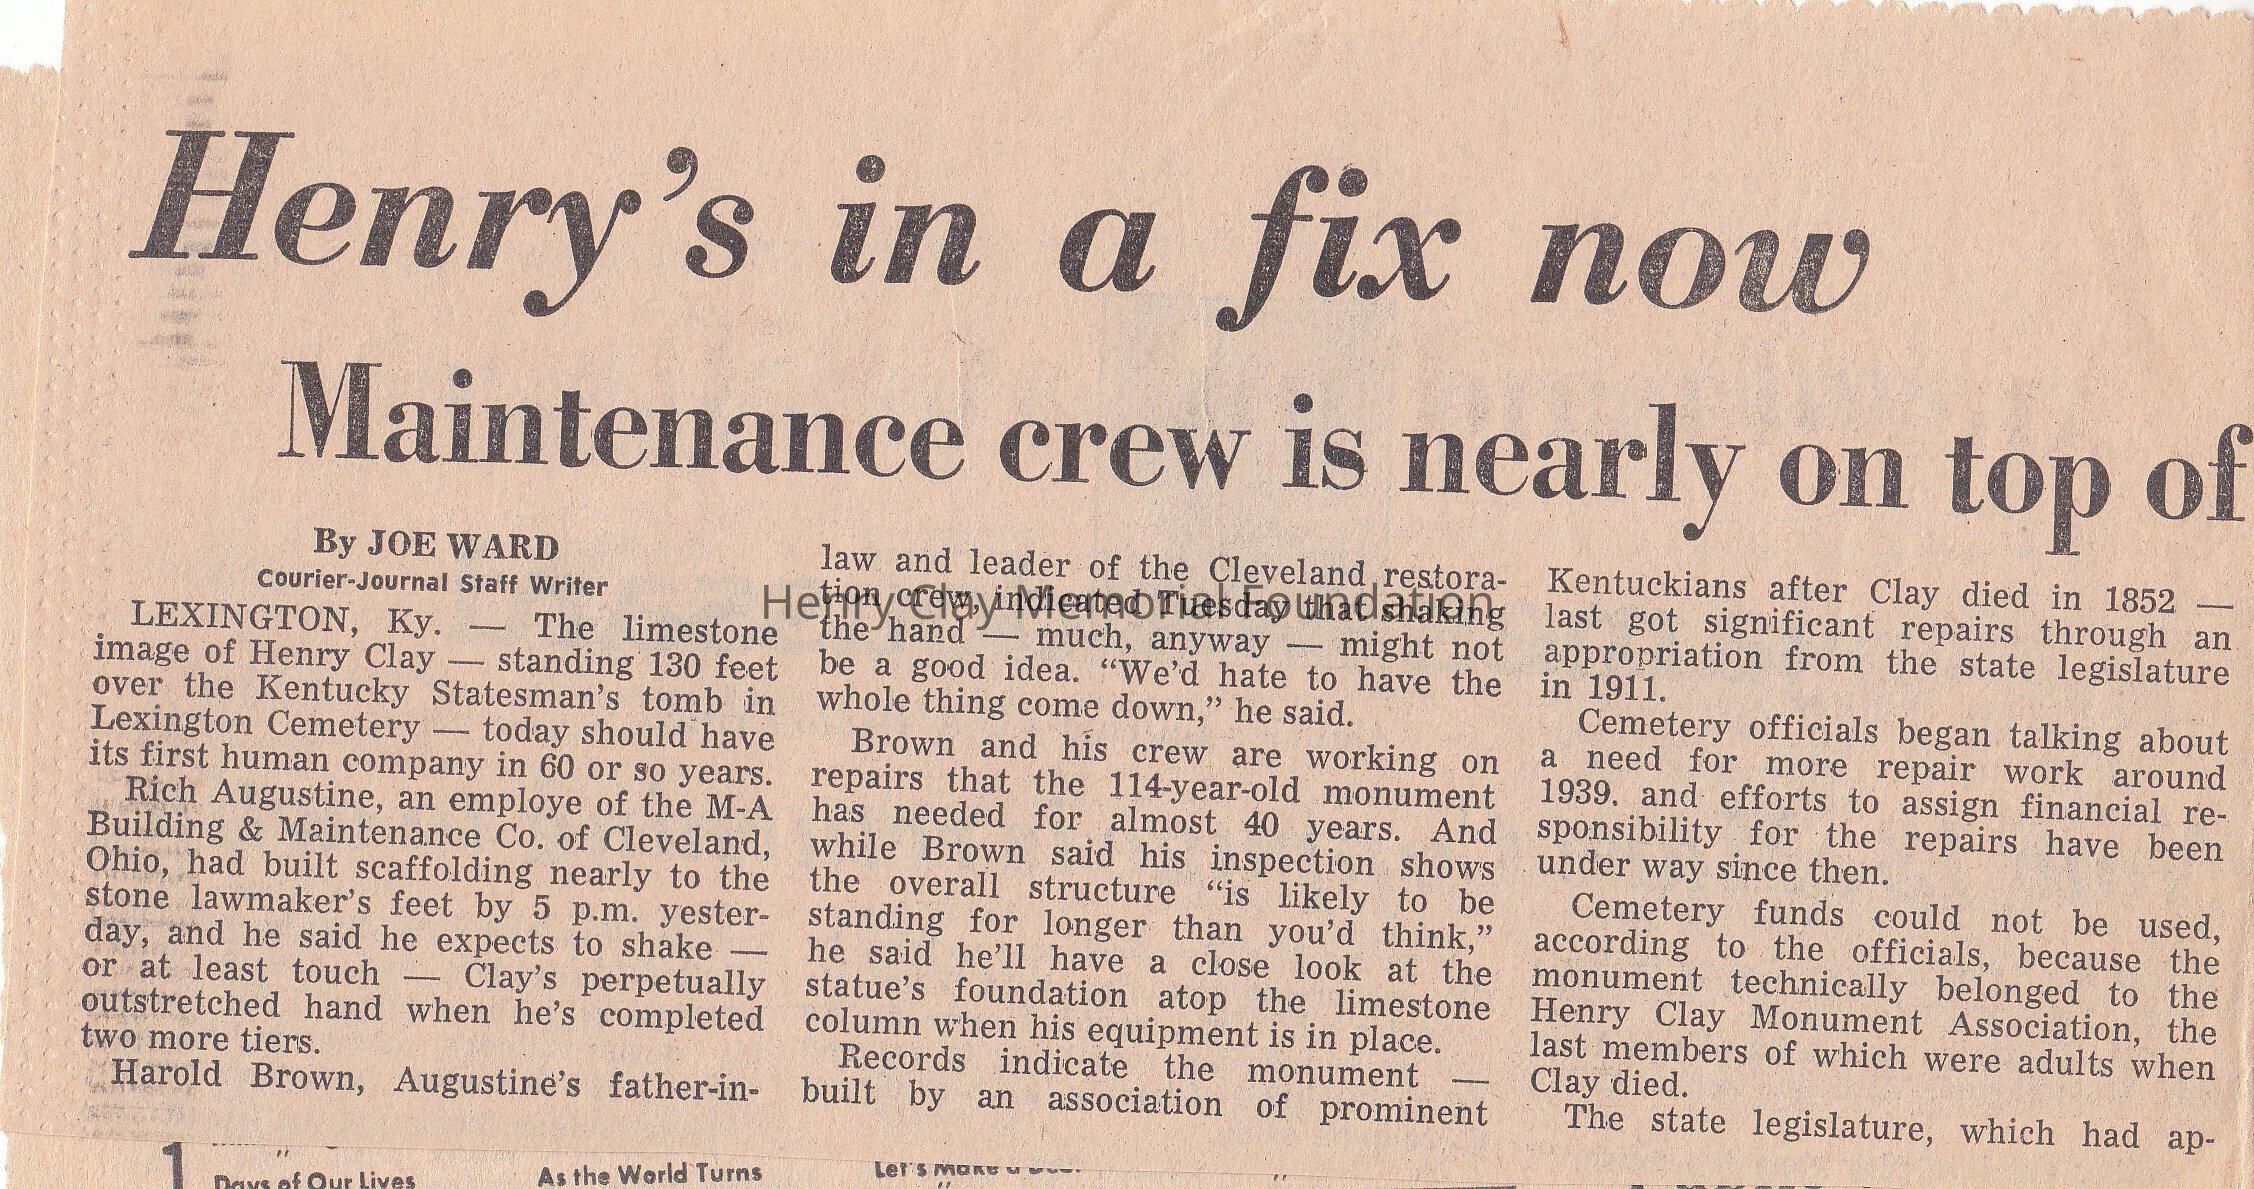 Henry's in a fix now
Maintenance crew is nearly on top of
By JOE WARD
Courier-Journal Staff Writer
LEXINGTON, Ky. — The limestone
image of Henry Clay — standing 130 feet
over the Kentucky Statesman's tomb in
Lexington Cemetery — today should have
its first human company in 60 or so years.
Rich Augustine, an employe of the M-A
Building & Maintenance Co. of Cleveland,
Ohio, had built scaffolding nearly to the
stone lawmaker's feet by 5 p.m. yester-
day, and he said he expects to shake —
or at least touch — Clay's perpetually
outstretched hand when he's completed
two more tiers.
Harold Brown, Augustine's father-in-
law and leader of the Cleveland restora-
tion crew, indicated Tuesday that shaking
the hand — much, anyway — might not
be a good idea. "We'd hate to have the
whole thing come down," he said.
Brown and his crew are working on
repairs that the 114-year-old monument
has needed for almost 40 years. And
while Brown said his inspection shows
the overall structure "is likely to be
standing for longer than you'd think,"
he said he'll have a close look at the
statue's foundation atop the limestone
column when his equipment is in place.
Records indicate the monument —
built by an association of prominent
Kentuckians after Clay died in 1852 —
last got significant repairs through an
appropriation from the state legislature
in 1911.
Cemetery officials began talking about
a need for more repair work around
1939. and efforts to assign financial re-
sponsibility for the repairs have been
under way since then.
Cemetery funds could not be used,
according to the officials, because the
monument technically belonged to the
Henry Clay Monument Association, the
last members of which were adults when
Clay died.
The state legislature, which had ap-
Henry Clay Memorial Foundation
1
Days of Our Lives
As the World Turns
Let's Make a Deal